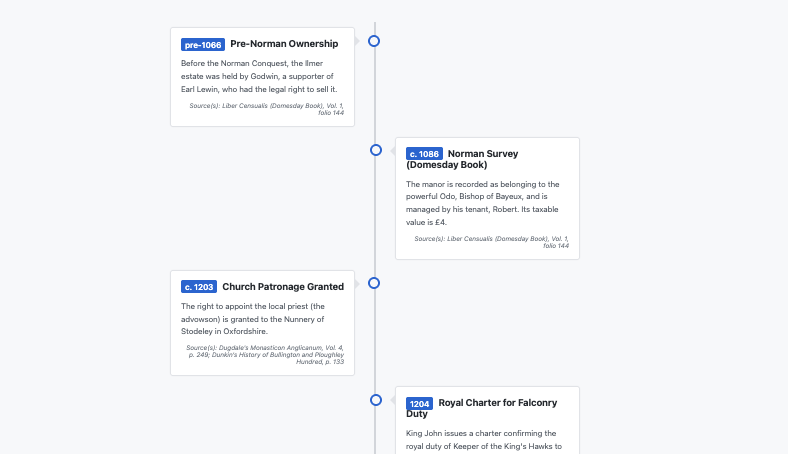 pre-1066 Pre-Norman Ownership
Before the Norman Conquest, the Ilmer
estate was held by Godwin, a supporter of
Earl Lewin, who had the legal right to sell it.
Source(s): Liber Censualis (Domesday Book), Vol. 1,
folio 144
c. 1086 Norman Survey
(Domesday Book)
The manor is recorded as belonging to the
powerful Odo, Bishop of Bayeux, and is
managed by his tenant, Robert. Its taxable
value is £4.
Source(s): Liber Censualis (Domesday Book), Vol. 1,
folio 144
c. 1203 Church Patronage Granted
The right to appoint the local priest (the
advowson) is granted to the Nunnery of
Stodeley in Oxfordshire.
Source(s): Dugdale's Monasticon Anglicanum, Vol. 4,
p. 249; Dunkin's History of Bullington and Ploughley
Hundred, p. 133
1204 Royal Charter for Falconry
Duty
King John issues a charter confirming the
royal duty of Keeper of the King's Hawks to